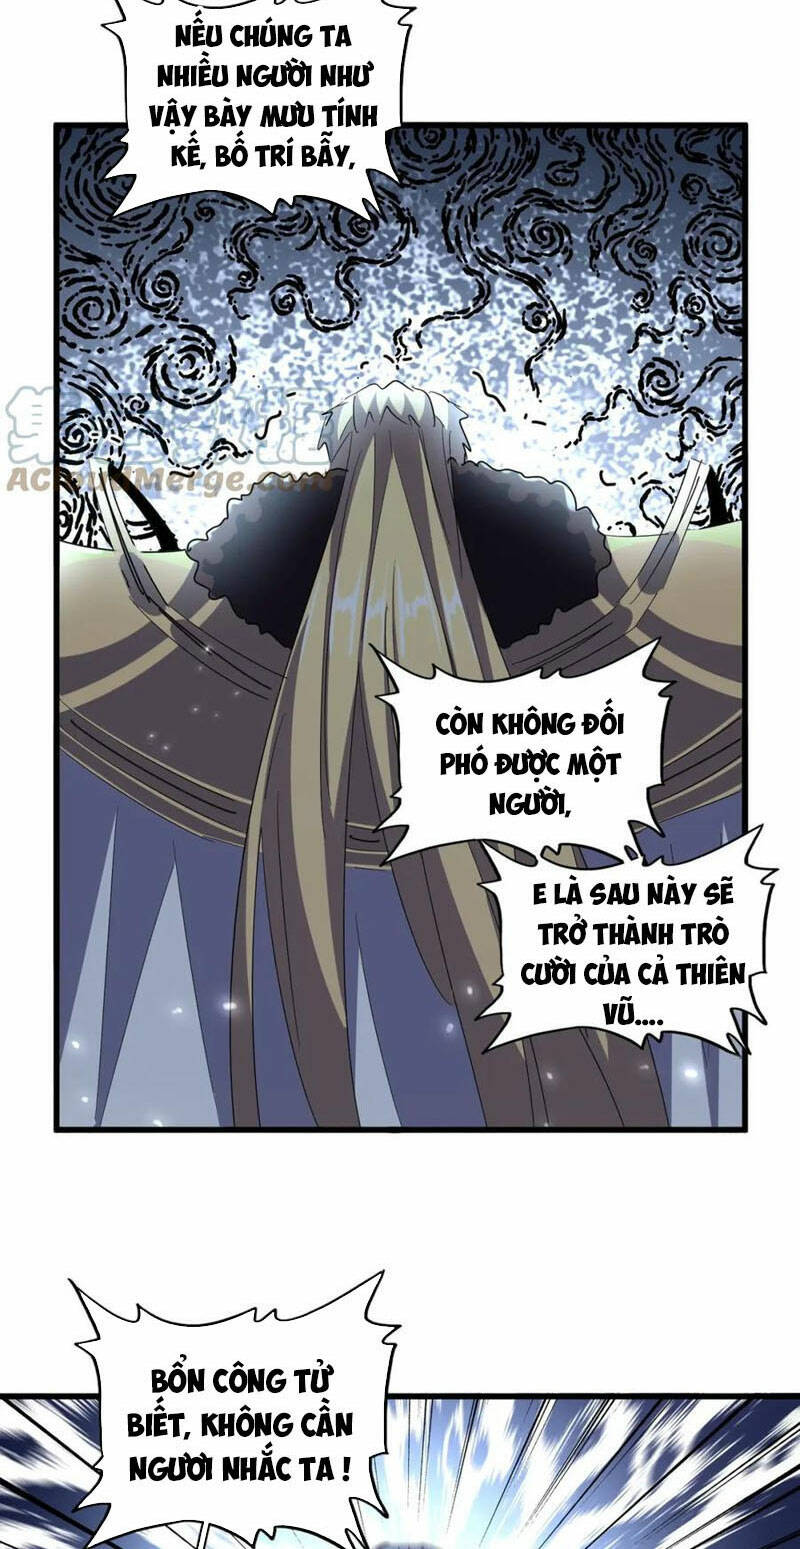 NẾU CHÚNG TA
NHIỀU NGƯỜI NHƯ
VẬY BÀY MƯU TÍNH
KẾ, BỐ TRÍ BẪY,
ACloudMerge.com
CÒN KHÔNG ĐỐI
PHÓ ĐƯỢC MỘT
NGƯỜI,
E LÀ SAU NÀY SẼ
TRỞ THÀNH TRÒ
CƯỜI CỦA CẢ THIÊN
VŨ....
BỔN CÔNG TỬ
BIẾT, KHÔNG CẦN
NGƯƠI NHẮC TA !